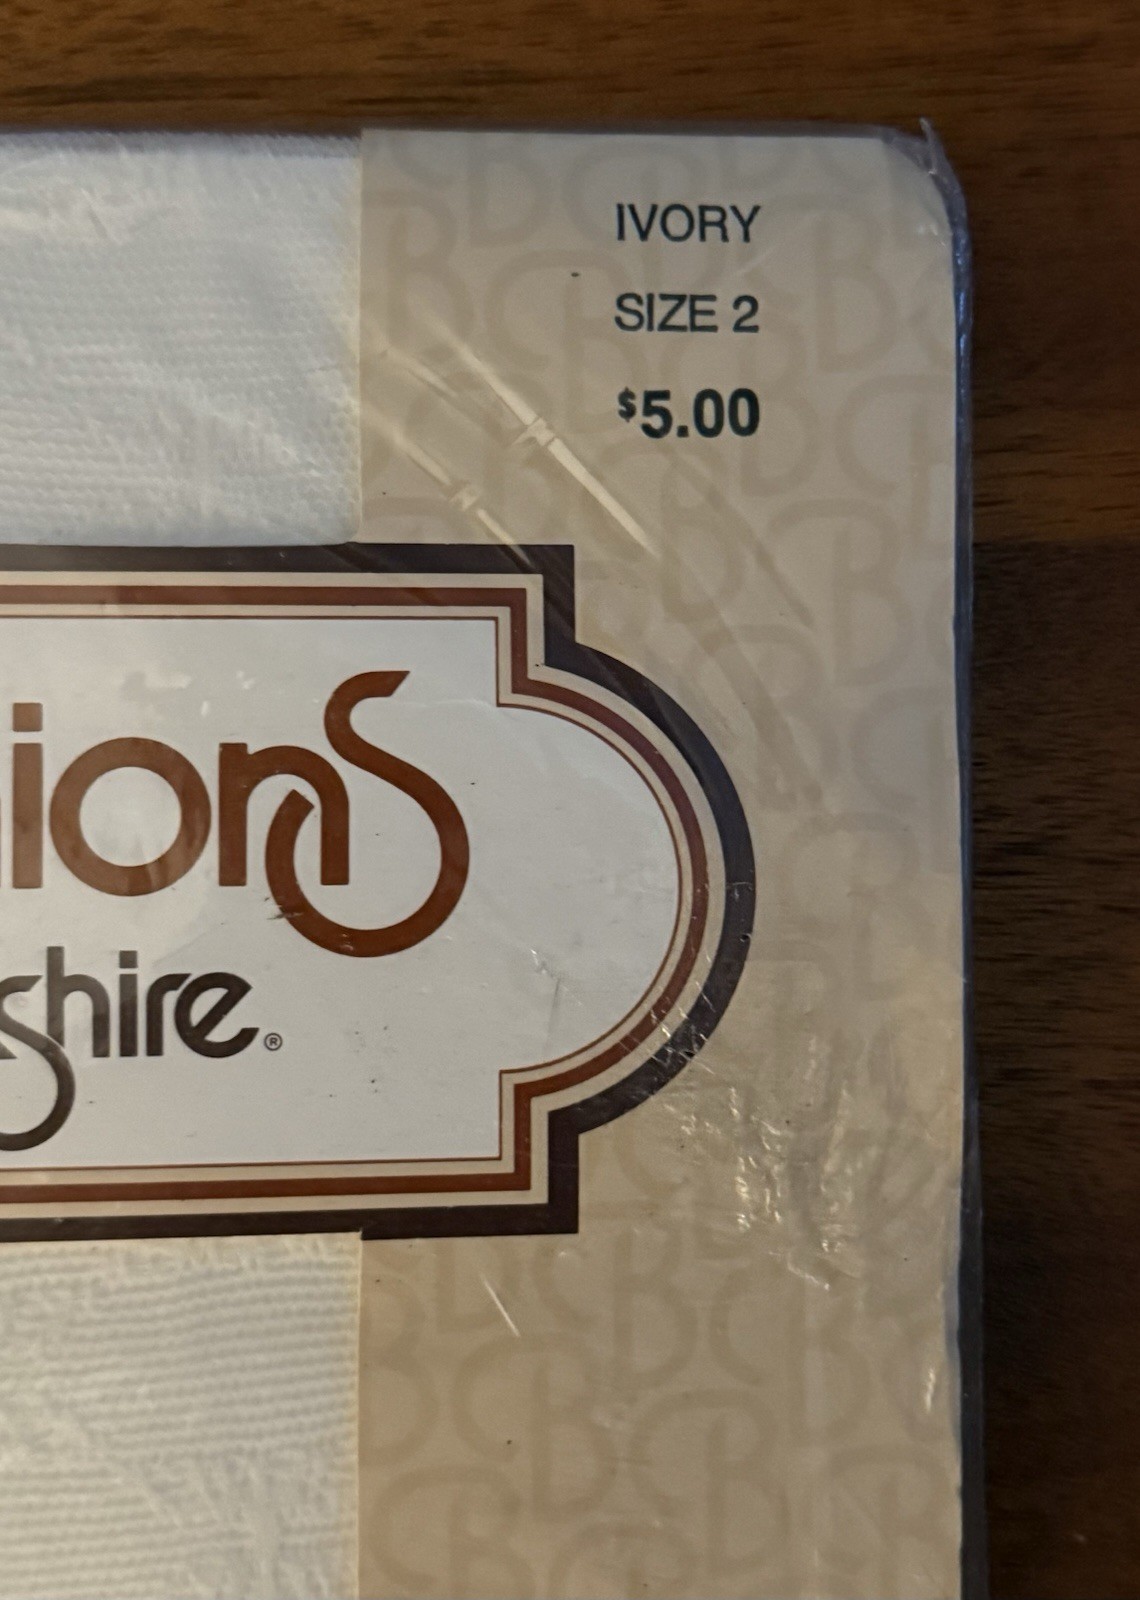 IVORY
SIZE 2
$5.00
ions
shire®